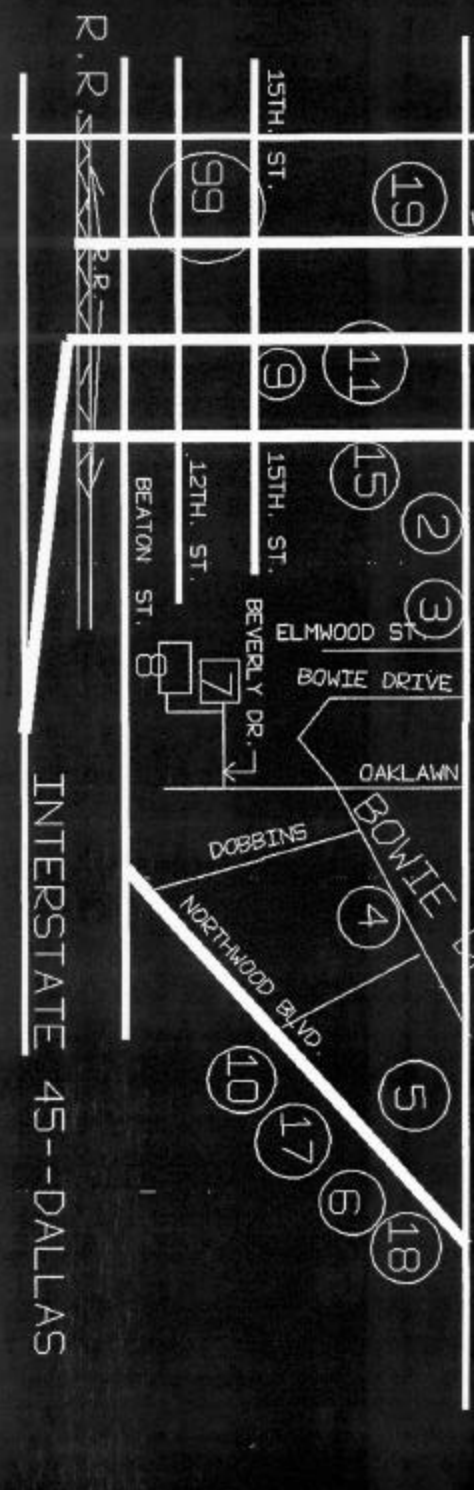 R.R.
15TH. ST.
99
19
R.R.
9
11
15
15TH. ST.
12TH. ST.
BEATON ST.
2
3
ELMWOOD ST.
BEVERLY DR.
8
7
BOWIE DRIVE
OAKLAWN
BOWIE
DOBBINS
4
NORTHWOOD BLVD.
5
10
17
6
18
INTERSTATE 45--DALLAS